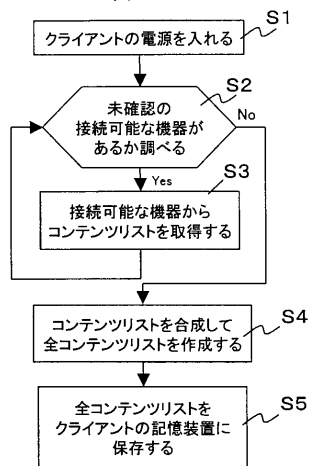 S1
クライアントの電源を入れる
S2
未確認の
接続可能な機器が
あるか調べる
No
Yes
S3
接続可能な機器から
コンテンツリストを取得する
S4
コンテンツリストを合成して
全コンテンツリストを作成する
S5
全コンテンツリストを
クライアントの記憶装置に
保存する